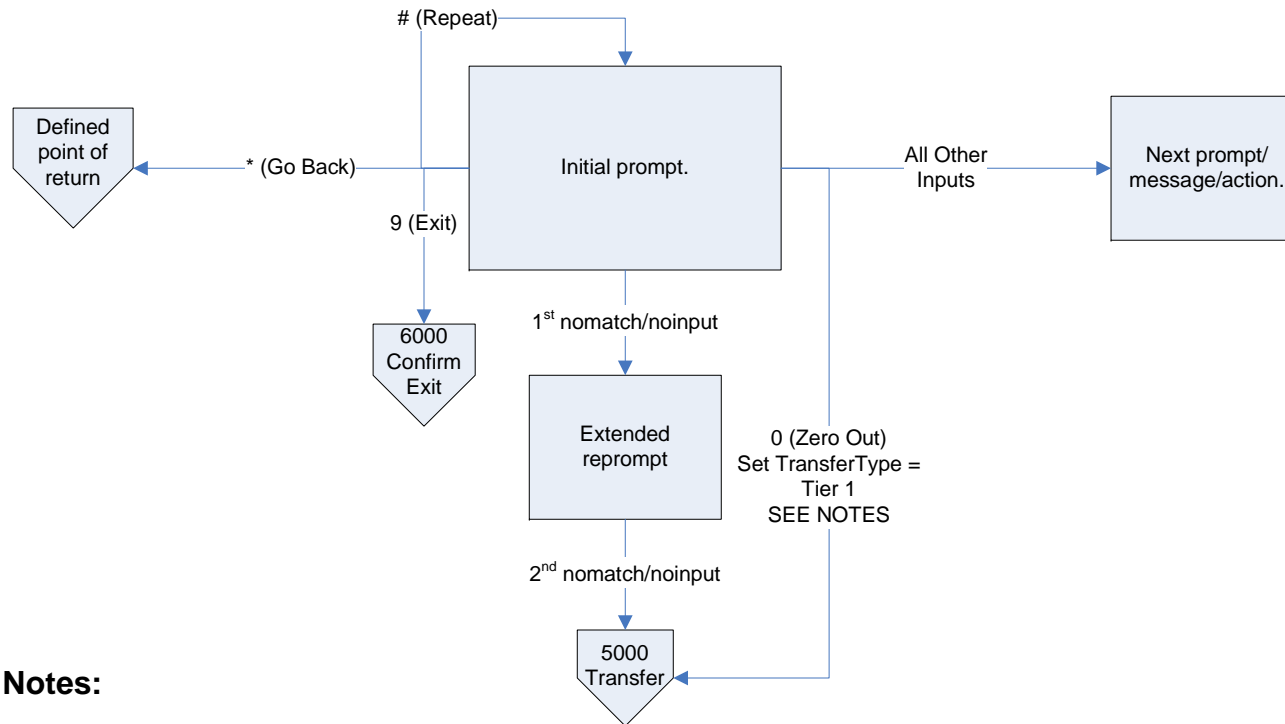 # (Repeat)
Defined
point of
return
* (Go Back)
Initial prompt.
All Other
Inputs
Next prompt/
message/action.
9 (Exit)
6000
Confirm
Exit
1st nomatch/noinput
Extended
reprompt
0 (Zero Out)
Set TransferType =
Tier 1
SEE NOTES
2nd nomatch/noinput
5000
Transfer
Notes: